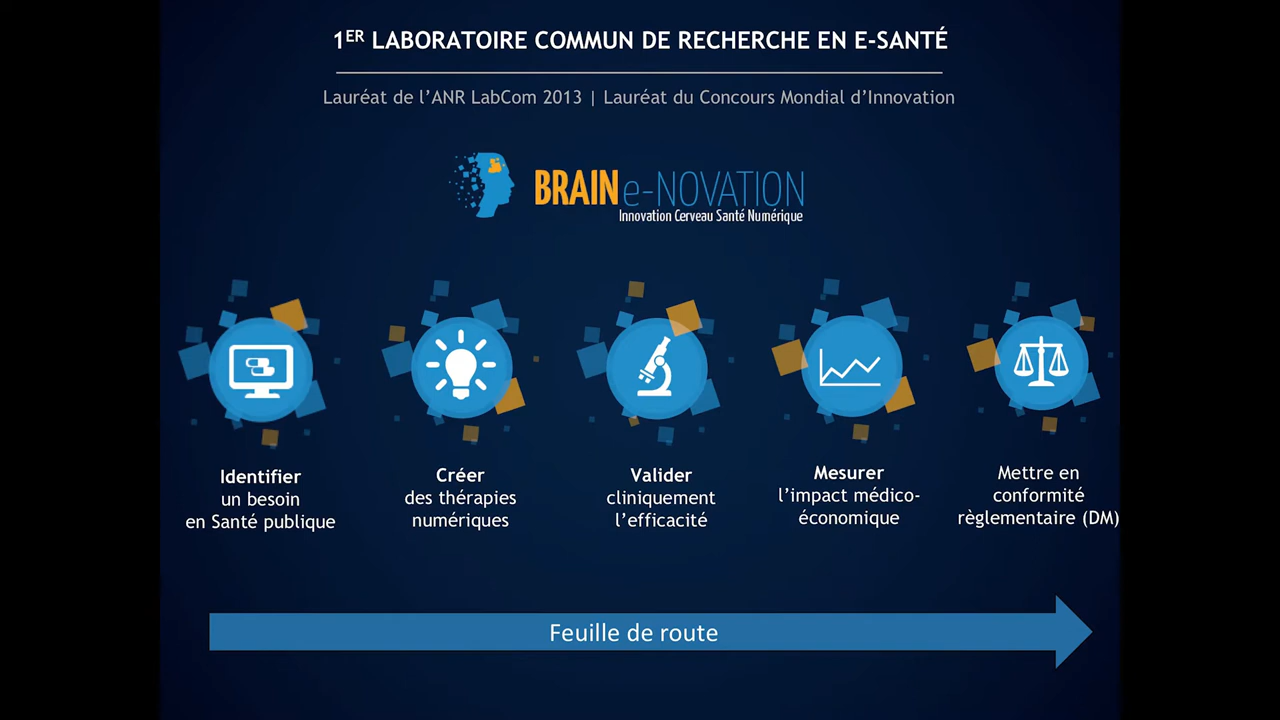 1ER LABORATOIRE COMMUN DE RECHERCHE EN E-SANTÉ
Lauréat de l’ANR LabCom 2013 | Lauréat du Concours Mondial d’Innovation
BRAIN e-NOVATION
Innovation Cerveau Santé Numérique
Identifier
un besoin
en Santé publique
Créer
des thérapies
numériques
Valider
cliniquement
l’efficacité
Mesurer
l’impact médico-
économique
Mettre en
conformité
règlementaire (DM)
Feuille de route